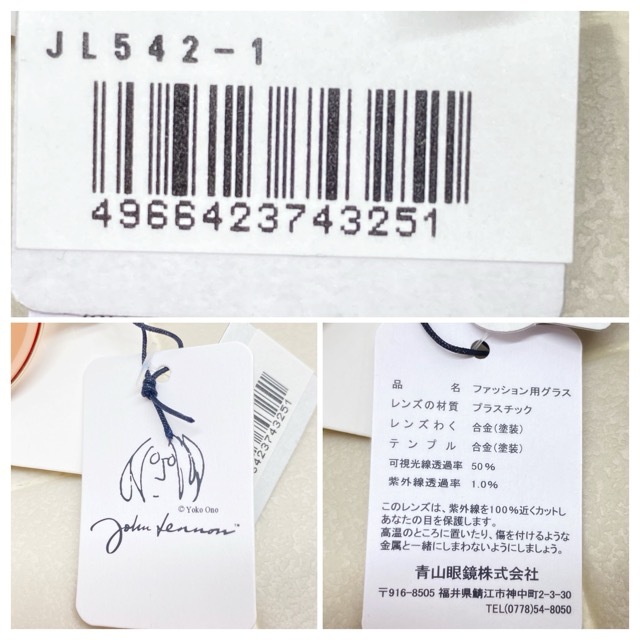 JL542-1
4966423743251
© Yoko Ono
John Lennon™
423743251
品 名 ファッション用グラス
レンズの材質 プラスチック
レンズわく 合金(塗装)
テンプル 合金(塗装)
可視光線透過率 50%
紫外線透過率 1.0%
このレンズは、紫外線を100%近くカットし
あなたの目を保護します。
高温のところに置いたり、傷を付けるような
金属と一緒にしまわないようにしましょう。
青山眼鏡株式会社
〒916-8505 福井県鯖江市神中町2-3-30
TEL(0778)54-8050